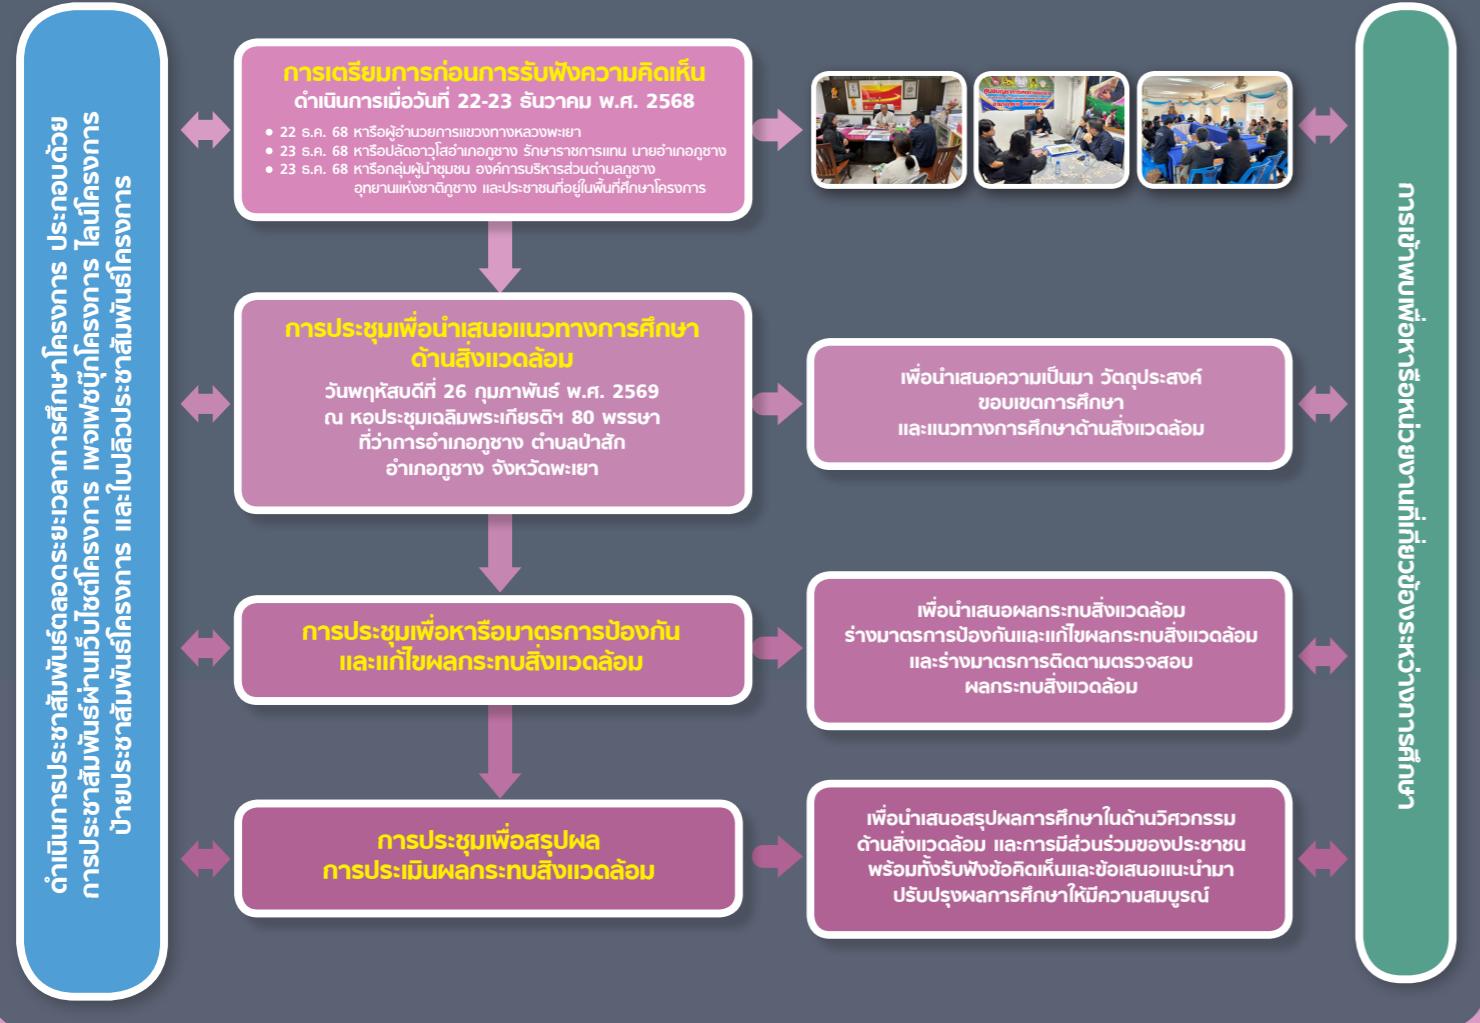 ดำเนินการประชาสัมพันธ์ตลอดระยะเวลาการศึกษาโครงการ ประกอบด้วย
การประชาสัมพันธ์ผ่านเว็บไซต์โครงการ เพจเฟซบุ๊กโครงการ ไลน์โครงการ
ป้ายประชาสัมพันธ์โครงการ และใบปลิวประชาสัมพันธ์โครงการ
การเตรียมการก่อนการรับฟังความคิดเห็น
ดำเนินการเมื่อวันที่ 22-23 ธันวาคม พ.ศ. 2568
● 22 ธ.ค. 68 หารือผู้อำนวยการแขวงทางหลวงพะเยา
● 23 ธ.ค. 68 หารือปลัดอาวุโสอำเภอภูซาง รักษาราชการแทน นายอำเภอภูซาง
● 23 ธ.ค. 68 หารือกลุ่มผู้นำชุมชน องค์การบริหารส่วนตำบลภูซาง
อุทยานแห่งชาติภูซาง และประชาชนที่อยู่ในพื้นที่ศึกษาโครงการ
การประชุมเพื่อนำเสนอแนวทางการศึกษา
ด้านสิ่งแวดล้อม
วันพฤหัสบดีที่ 26 กุมภาพันธ์ พ.ศ. 2569
ณ หอประชุมเฉลิมพระเกียรติฯ 80 พรรษา
ที่ว่าการอำเภอภูซาง ตำบลป่าสัก
อำเภอภูซาง จังหวัดพะเยา
เพื่อนำเสนอความเป็นมา วัตถุประสงค์
ขอบเขตการศึกษา
และแนวทางการศึกษาด้านสิ่งแวดล้อม
การประชุมเพื่อหารือมาตรการป้องกัน
และแก้ไขผลกระทบสิ่งแวดล้อม
เพื่อนำเสนอผลกระทบสิ่งแวดล้อม
ร่างมาตรการป้องกันและแก้ไขผลกระทบสิ่งแวดล้อม
และร่างมาตรการติดตามตรวจสอบ
ผลกระทบสิ่งแวดล้อม
การประชุมเพื่อสรุปผล
การประเมินผลกระทบสิ่งแวดล้อม
เพื่อนำเสนอสรุปผลการศึกษาในด้านวิศวกรรม
ด้านสิ่งแวดล้อม และการมีส่วนร่วมของประชาชน
พร้อมทั้งรับฟังข้อคิดเห็นและข้อเสนอแนะนำมา
ปรับปรุงผลการศึกษาให้มีความสมบูรณ์
การเข้าพบเพื่อหารือหน่วยงานที่เกี่ยวข้องระหว่างการศึกษา